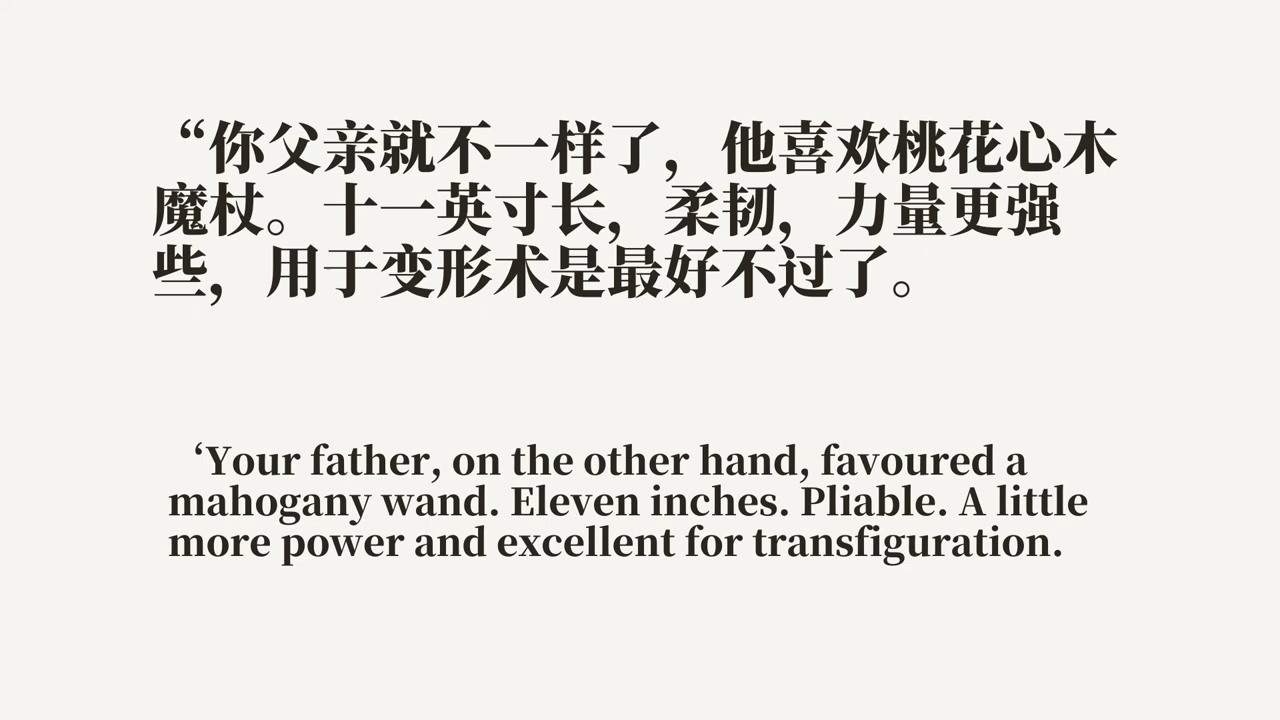 “你父亲就不一样了，他喜欢桃花心木
魔杖。十一英寸长，柔韧，力量更强
些，用于变形术是最好不过了。
‘Your father, on the other hand, favoured a
mahogany wand. Eleven inches. Pliable. A little
more power and excellent for transfiguration.